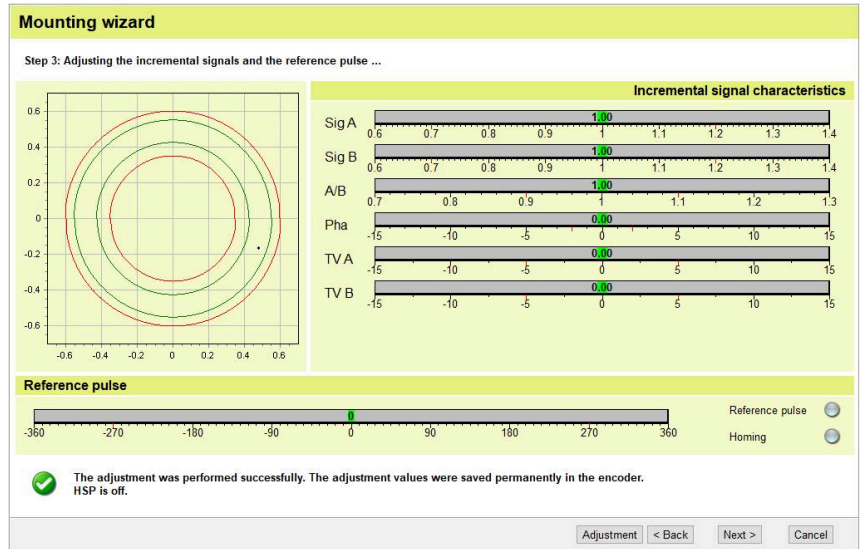 Mounting wizard
Step 3: Adjusting the incremental signals and the reference pulse ...
Incremental signal characteristics
0.6
0.4
0.2
0
-0.2
-0.4
-0.6
-0.6 -0.4 -0.2 0 0.2 0.4 0.6
Sig A 1.00
0.6 0.7 0.8 0.9 1 1.1 1.2 1.3 1.4
Sig B 1.00
0.6 0.7 0.8 0.9 1 1.1 1.2 1.3 1.4
A/B 1.00
0.7 0.8 0.9 1 1.1 1.2 1.3
Pha 0.00
-15 -10 -5 0 5 10 15
TV A 0.00
-15 -10 -5 0 5 10 15
TV B 0.00
-15 -10 -5 0 5 10 15
Reference pulse
0
-360 -270 -180 -90 0 90 180 270 360
Reference pulse
Homing
The adjustment was performed successfully. The adjustment values were saved permanently in the encoder.
HSP is off.
Adjustment < Back Next > Cancel